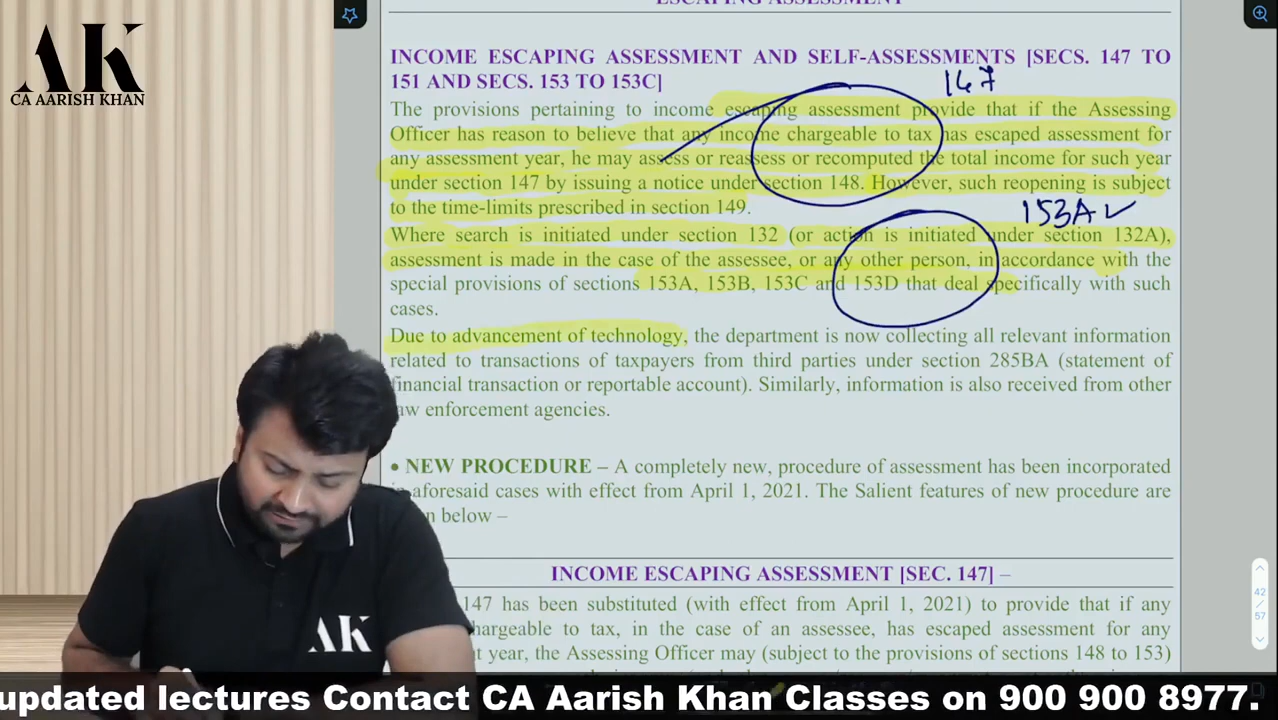 AK
CA AARISH KHAN
ESCAPING ASSESSMENT
INCOME ESCAPING ASSESSMENT AND SELF-ASSESSMENTS [SECS. 147 TO
151 AND SECS. 153 TO 153C]
147
The provisions pertaining to income escaping assessment provide that if the Assessing
Officer has reason to believe that any income chargeable to tax has escaped assessment for
any assessment year, he may assess or reassess or recomputed the total income for such year
under section 147 by issuing a notice under section 148. However, such reopening is subject
to the time-limits prescribed in section 149.
153A ✓
Where search is initiated under section 132 (or action is initiated under section 132A),
assessment is made in the case of the assessee, or any other person, in accordance with the
special provisions of sections 153A, 153B, 153C and 153D that deal specifically with such
cases.
Due to advancement of technology, the department is now collecting all relevant information
related to transactions of taxpayers from third parties under section 285BA (statement of
financial transaction or reportable account). Similarly, information is also received from other
law enforcement agencies.
• NEW PROCEDURE – A completely new, procedure of assessment has been incorporated
in aforesaid cases with effect from April 1, 2021. The Salient features of new procedure are
below –
INCOME ESCAPING ASSESSMENT [SEC. 147] –
147 has been substituted (with effect from April 1, 2021) to provide that if any
chargeable to tax, in the case of an assessee, has escaped assessment for any
year, the Assessing Officer may (subject to the provisions of sections 148 to 153)
42
/
57
AK
updated lectures Contact CA Aarish Khan Classes on 900 900 8977.